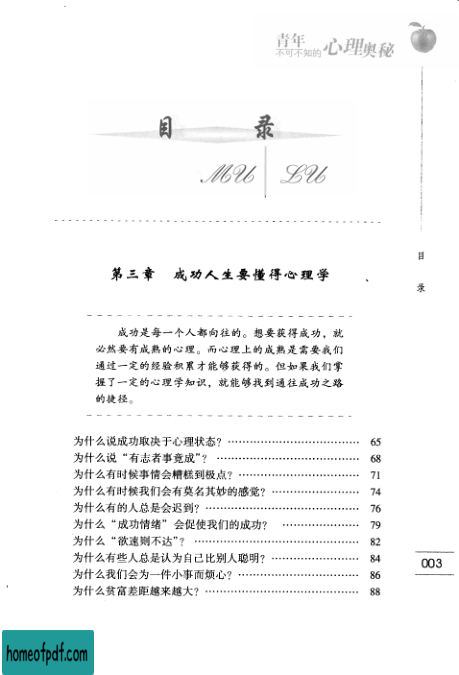 青年
不可不知的 心理奥秘
目 录
MU LU
目
录
第三章 成功人生要懂得心理学
成功是每一个人都向往的。想要获得成功，就
必然要有成熟的心理。而心理上的成熟是需要我们
通过一定的经验积累才能够获得的。但如果我们掌
握了一定的心理学知识，就能够找到通往成功之路
的捷径。
为什么说成功取决于心理状态？ 65
为什么说“有志者事竟成”？ 68
为什么有时候事情会糟糕到极点？ 71
为什么有时候我们会有莫名其妙的感觉？ 74
为什么有的人总是会迟到？ 76
为什么“成功情绪”会促使我们的成功？ 79
为什么“欲速则不达”？ 82
为什么有些人总是认为自己比别人聪明？ 84
为什么我们会为一件小事而烦心？ 86
为什么贫富差距越来越大？ 88
003
homeofpdf.com